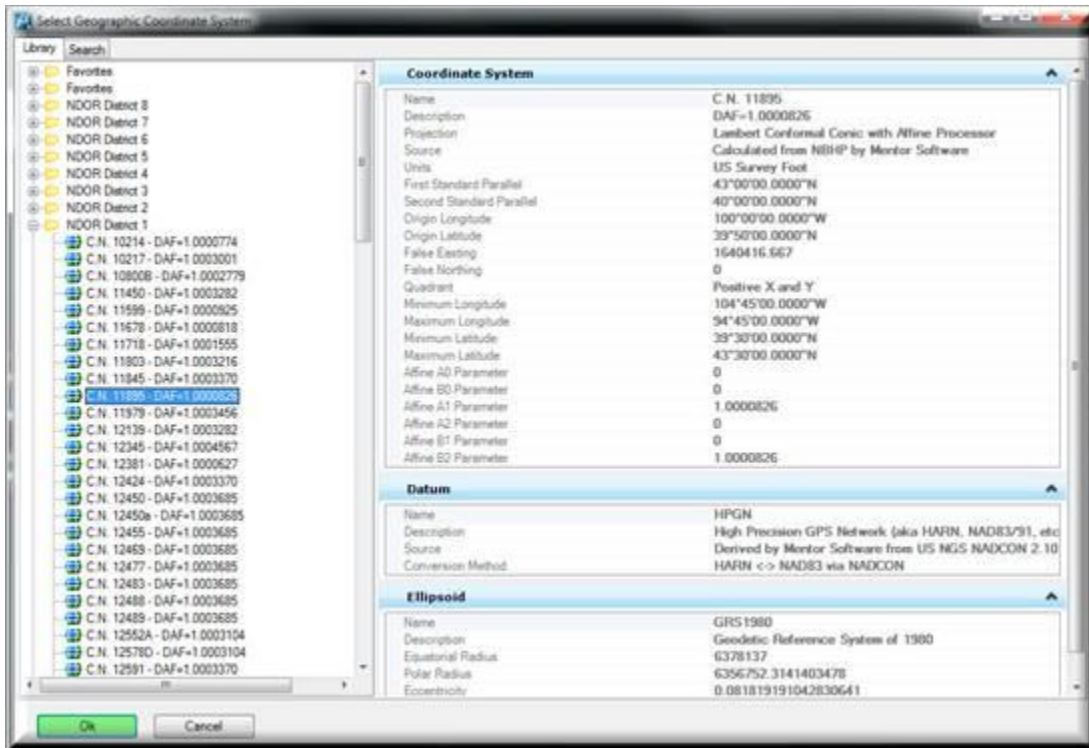 Select Geographic Coordinate System
Library Search
Favorites
Favorites
NDOR District 8
NDOR District 7
NDOR District 6
NDOR District 5
NDOR District 4
NDOR District 3
NDOR District 2
NDOR District 1
C.N. 10214 - DAF=1.0000774
C.N. 10217 - DAF=1.0003001
C.N. 10800B - DAF=1.0002779
C.N. 11450 - DAF=1.0003282
C.N. 11599 - DAF=1.0000925
C.N. 11678 - DAF=1.0000818
C.N. 11718 - DAF=1.0001555
C.N. 11803 - DAF=1.0003216
C.N. 11845 - DAF=1.0003370
C.N. 11895 - DAF=1.0000826
C.N. 11979 - DAF=1.0003456
C.N. 12139 - DAF=1.0003282
C.N. 12345 - DAF=1.0004567
C.N. 12381 - DAF=1.0000627
C.N. 12424 - DAF=1.0003370
C.N. 12450 - DAF=1.0003685
C.N. 12450a - DAF=1.0003685
C.N. 12455 - DAF=1.0003685
C.N. 12469 - DAF=1.0003685
C.N. 12477 - DAF=1.0003685
C.N. 12483 - DAF=1.0003685
C.N. 12488 - DAF=1.0003685
C.N. 12489 - DAF=1.0003685
C.N. 12552A - DAF=1.0003104
C.N. 12578D - DAF=1.0003104
C.N. 12591 - DAF=1.0003370
Coordinate System
Name C.N. 11895
Description DAF=1.0000826
Projection Lambert Conformal Conic with Affine Processor
Source Calculated from NBHP by Mentor Software
Units US Survey Foot
First Standard Parallel 43°00'00.0000"N
Second Standard Parallel 40°00'00.0000"N
Origin Longitude 100°00'00.0000"W
Origin Latitude 39°50'00.0000"N
False Easting 1640416.667
False Northing 0
Quadrant Positive X and Y
Minimum Longitude 104°45'00.0000"W
Maximum Longitude 94°45'00.0000"W
Minimum Latitude 39°30'00.0000"N
Maximum Latitude 43°30'00.0000"N
Affine A0 Parameter 0
Affine B0 Parameter 0
Affine A1 Parameter 1.0000826
Affine A2 Parameter 0
Affine B1 Parameter 0
Affine B2 Parameter 1.0000826
Datum
Name HPGN
Description High Precision GPS Network (aka HARN, NAD83/91, etc
Source Derived by Mentor Software from US NGS NADCON 2.10
Conversion Method HARN <-> NAD83 via NADCON
Ellipsoid
Name GRS1980
Description Geodetic Reference System of 1980
Equatorial Radius 6378137
Polar Radius 6356752.3141403478
Eccentricity 0.081819191042830641
Ok Cancel